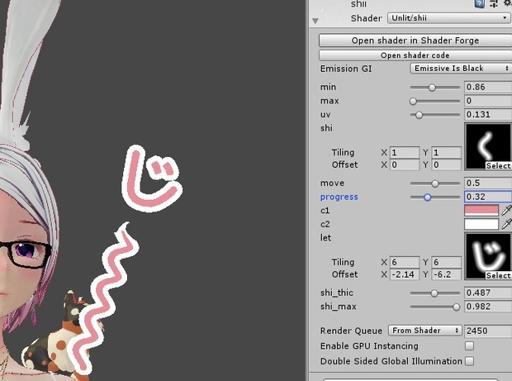 shii
Shader Unlit/shii
Open shader in Shader Forge
Open shader code
Emission GI Emissive Is Black
min 0.86
max 0
uv 0.131
shi
く
Tiling X 1 Y 1
Offset X 0 Y 0
Select
move 0.5
progress 0.32
c1
c2
let
じ
Tiling X 6 Y 6
Offset X -2.14 Y -6.2
Select
shi_thic 0.487
shi_max 0.982
Render Queue From Shader 2450
Enable GPU Instancing
Double Sided Global Illumination
じ